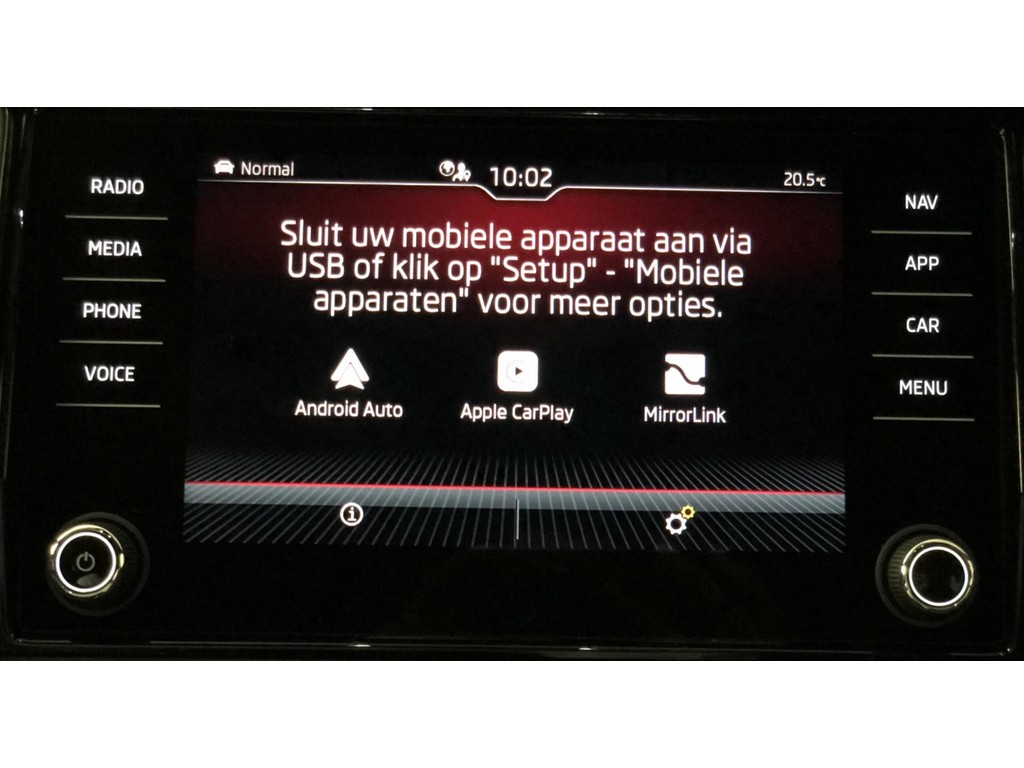 Normal
10:02
20.5°C
RADIO
MEDIA
PHONE
VOICE
Sluit uw mobiele apparaat aan via
USB of klik op "Setup" - "Mobiele
apparaten" voor meer opties.
Android Auto
Apple CarPlay
MirrorLink
NAV
APP
CAR
MENU